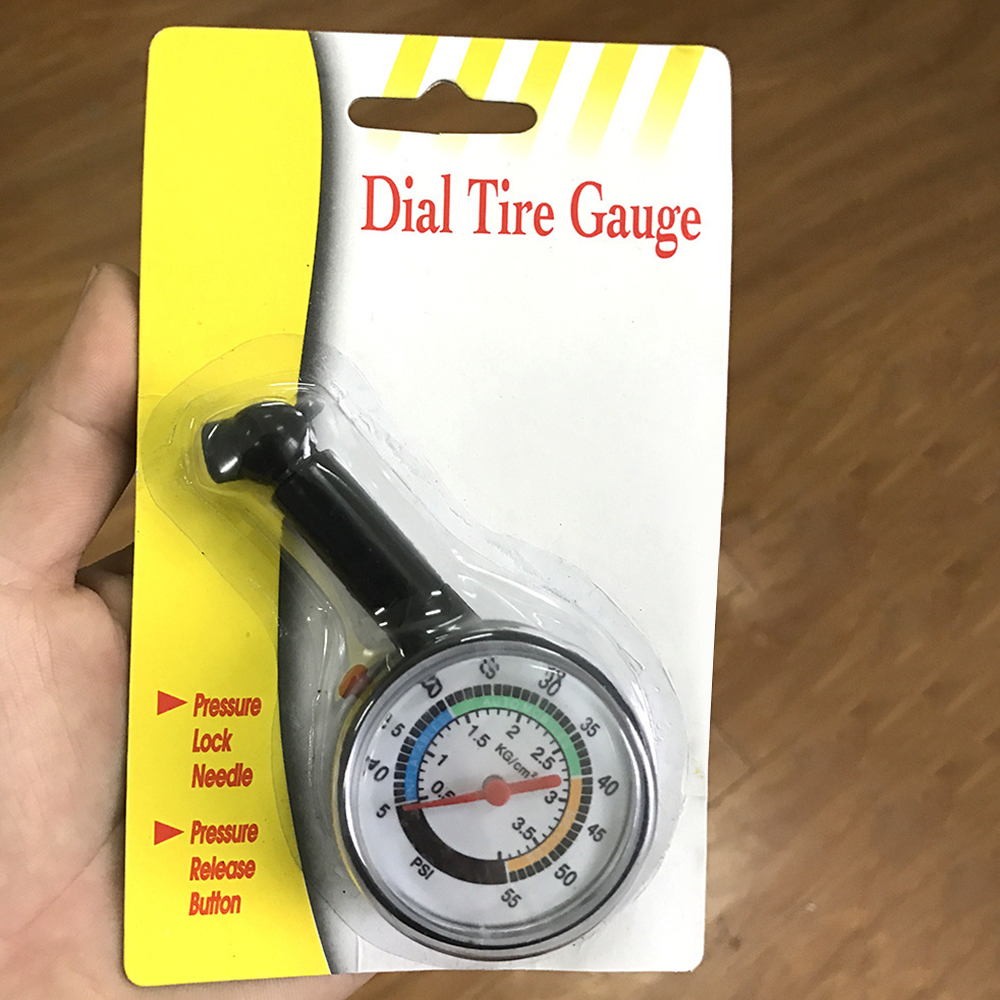 Dial Tire Gauge
Pressure
Lock
Needle
Pressure
Release
Button
30
35
40
45
50
55
5
1
1.5
2
2.5
3
3.5
KG/cm²
PSI